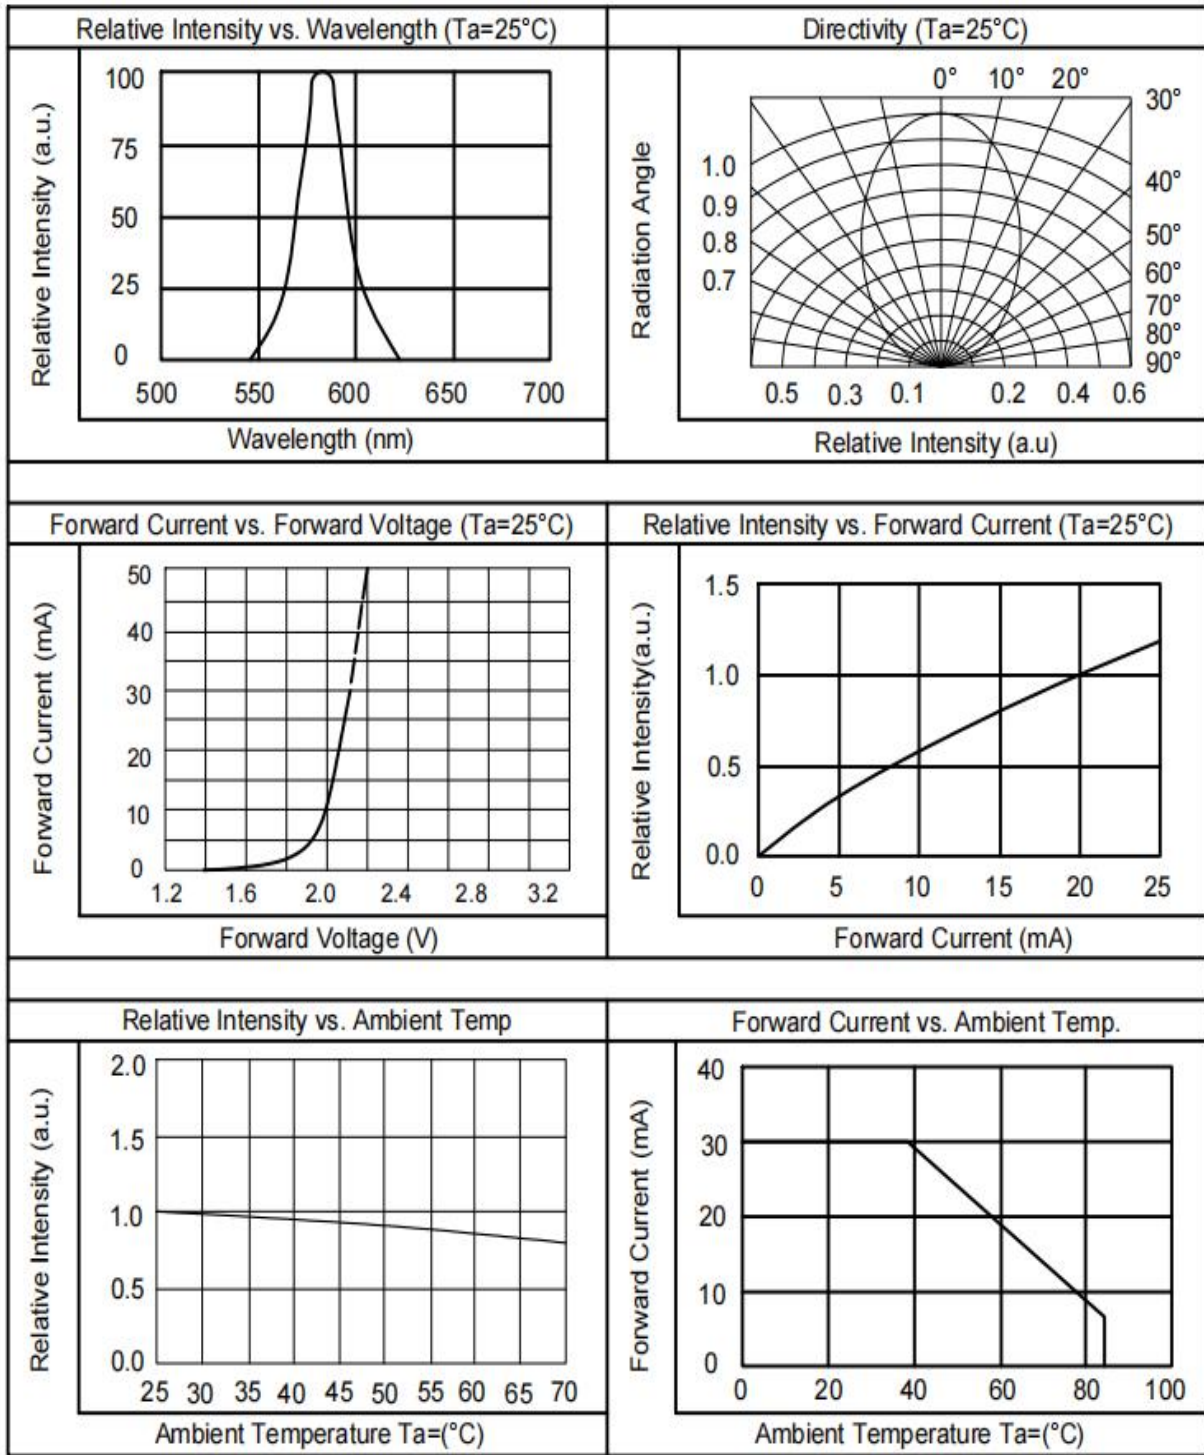 Relative Intensity vs. Wavelength (Ta=25°C)
Relative Intensity (a.u.)
100
75
50
25
0
500 550 600 650 700
Wavelength (nm)
Directivity (Ta=25°C)
Radiation Angle
0° 10° 20° 30°
40°
50°
60°
70°
80°
90°
1.0
0.9
0.8
0.7
0.5 0.3 0.1 0.2 0.4 0.6
Relative Intensity (a.u)
Forward Current vs. Forward Voltage (Ta=25°C)
Forward Current (mA)
50
40
30
20
10
0
1.2 1.6 2.0 2.4 2.8 3.2
Forward Voltage (V)
Relative Intensity vs. Forward Current (Ta=25°C)
Relative Intensity(a.u.)
1.5
1.0
0.5
0.0
0 5 10 15 20 25
Forward Current (mA)
Relative Intensity vs. Ambient Temp
Relative Intensity (a.u.)
2.0
1.5
1.0
0.5
0.0
25 30 35 40 45 50 55 60 65 70
Ambient Temperature Ta=(°C)
Forward Current vs. Ambient Temp.
Forward Current (mA)
40
30
20
10
0
0 20 40 60 80 100
Ambient Temperature Ta=(°C)